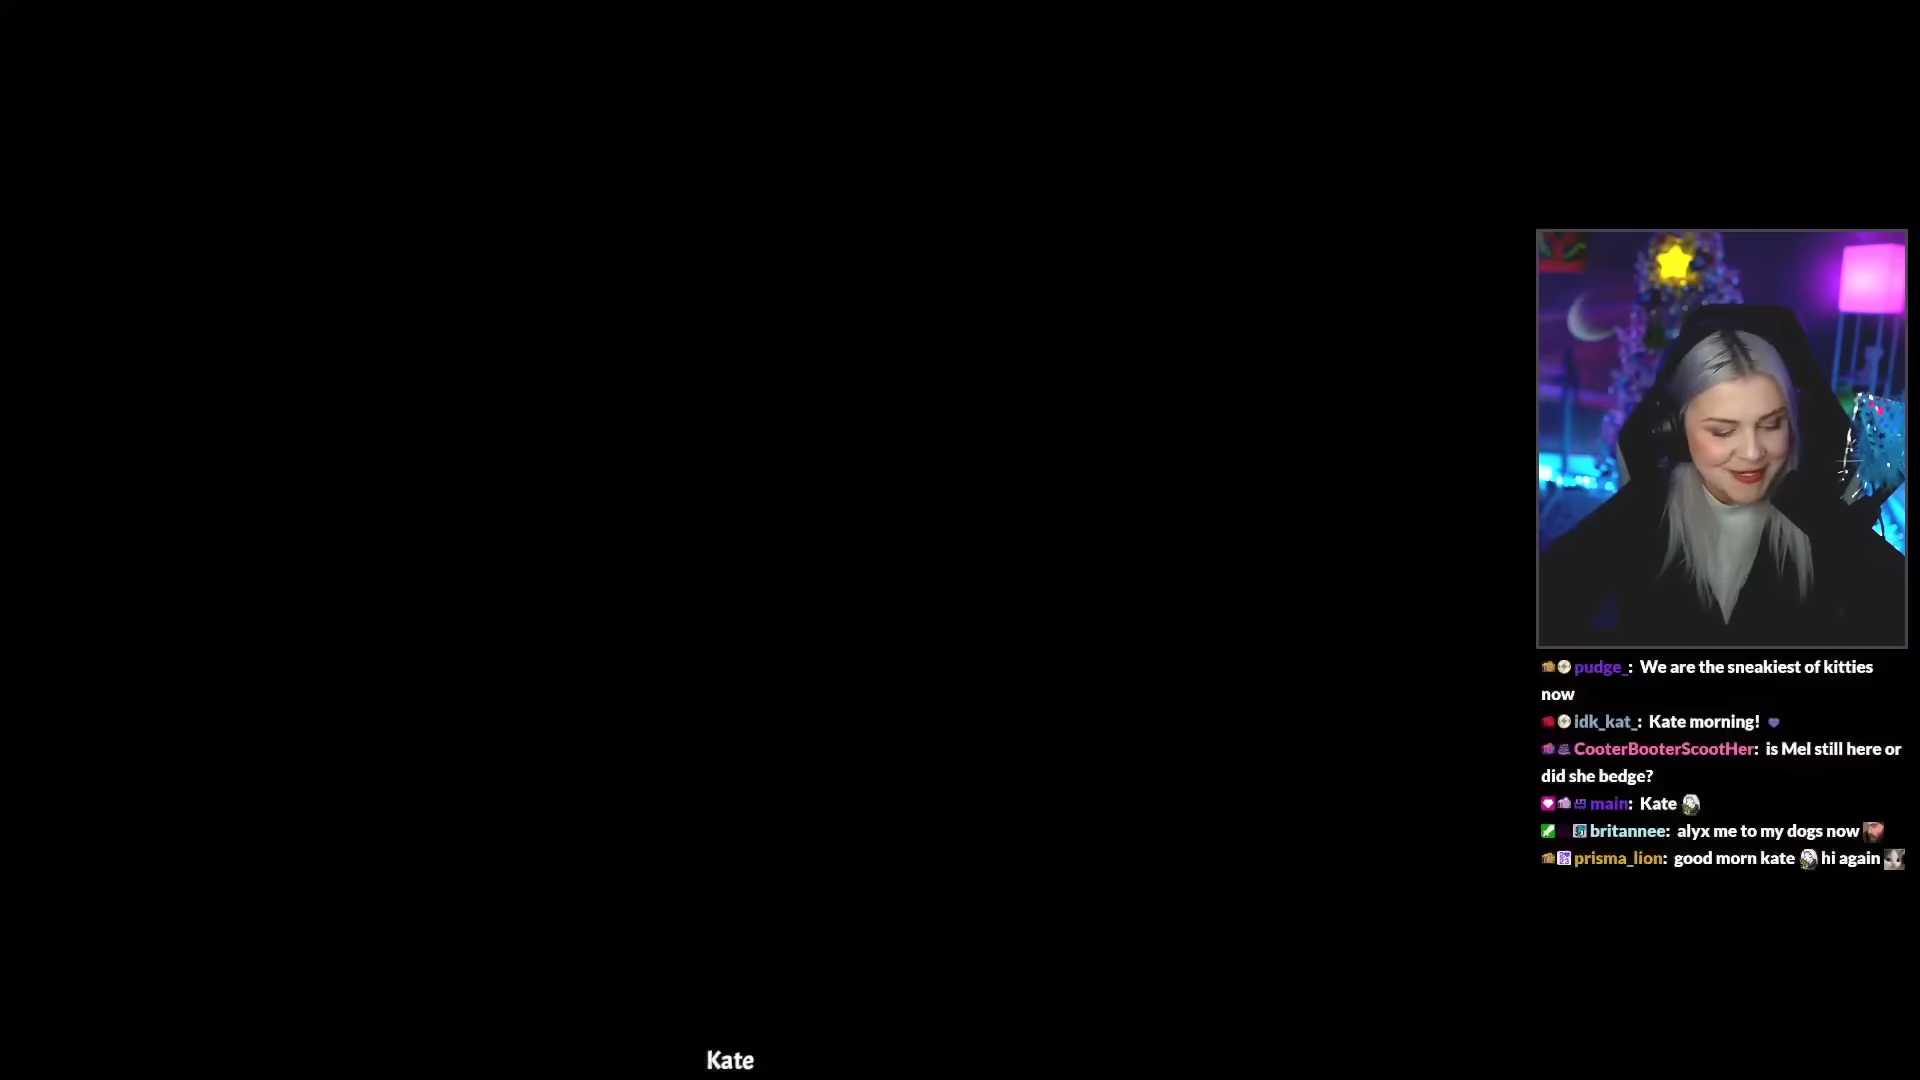 pudge_: We are the sneakiest of kitties
now
idk_kat_: Kate morning!
CooterBooterScootHer: is Mel still here or
did she bedge?
main: Kate
britannee: alyx me to my dogs now
prisma_lion: good morn kate hi again
Kate